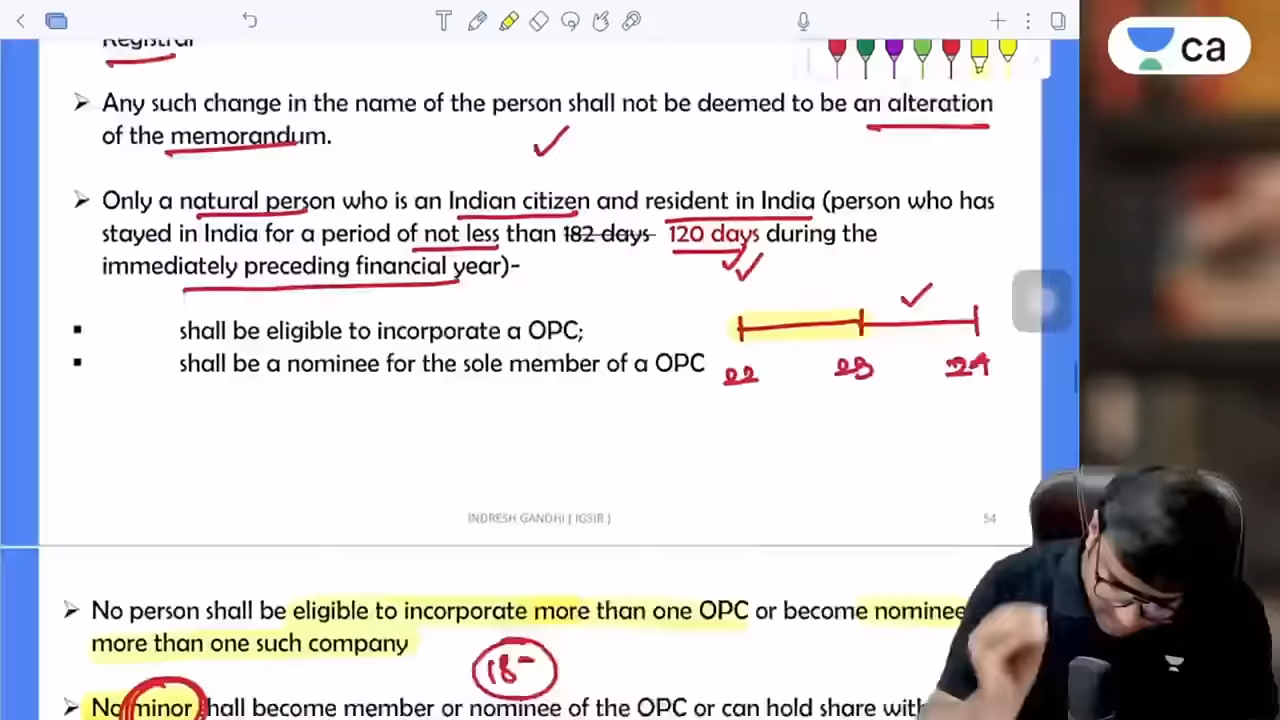 ca
Registrar
➢ Any such change in the name of the person shall not be deemed to be an alteration
of the memorandum.
➢ Only a natural person who is an Indian citizen and resident in India (person who has
stayed in India for a period of not less than 182 days 120 days during the
immediately preceding financial year)-
▪ shall be eligible to incorporate a OPC;
▪ shall be a nominee for the sole member of a OPC
22 23 24
INDRESH GANDHI ( IGSIR )
54
➢ No person shall be eligible to incorporate more than one OPC or become nominee
more than one such company
18-
➢ No minor shall become member or nominee of the OPC or can hold share with